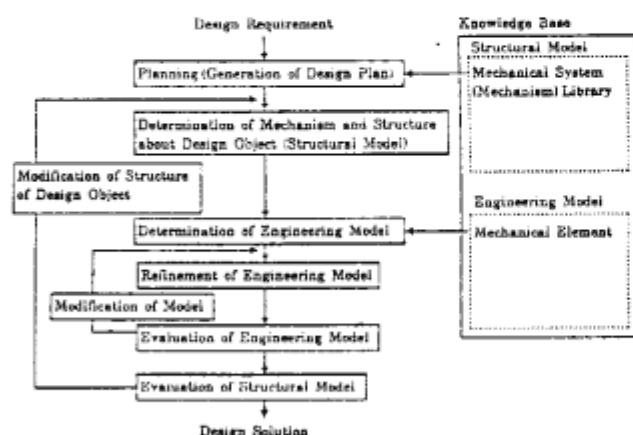 Design Requirement
Planning (Generation of Design Plan)
Determination of Mechanism and Structure
about Design Object (Structural Model)
Modification of Structure
of Design Object
Determination of Engineering Model
Refinement of Engineering Model
Modification of Model
Evaluation of Engineering Model
Evaluation of Structural Model
Design Solution
Knowledge Base
Structural Model
Mechanical System
(Mechanism) Library
Engineering Model
Mechanical Element